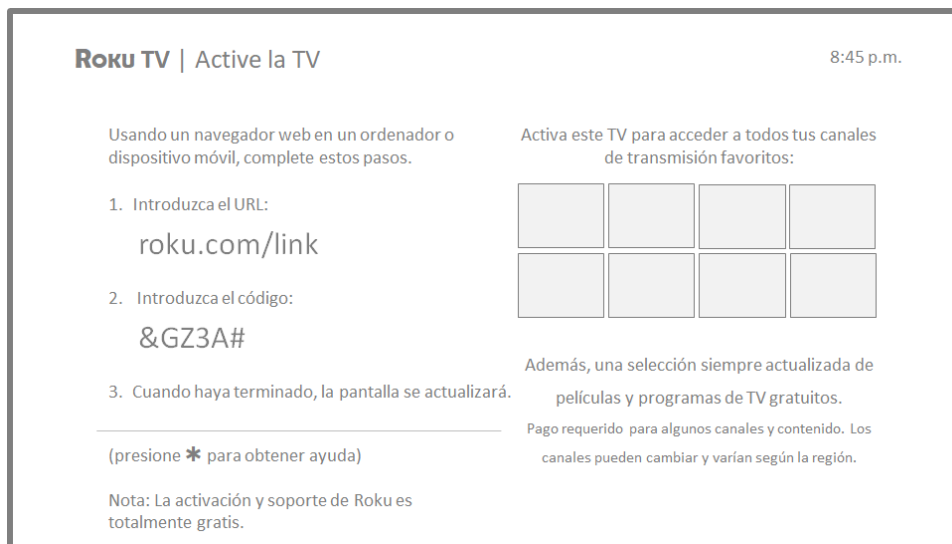 ROKU TV | Active la TV
8:45 p.m.
Usando un navegador web en un ordenador o
dispositivo móvil, complete estos pasos.
1. Introduzca el URL:
roku.com/link
2. Introduzca el código:
&GZ3A#
3. Cuando haya terminado, la pantalla se actualizará.
(presione ✱ para obtener ayuda)
Nota: La activación y soporte de Roku es
totalmente gratis.
Activa este TV para acceder a todos tus canales
de transmisión favoritos:
Además, una selección siempre actualizada de
películas y programas de TV gratuitos.
Pago requerido para algunos canales y contenido. Los
canales pueden cambiar y varían según la región.